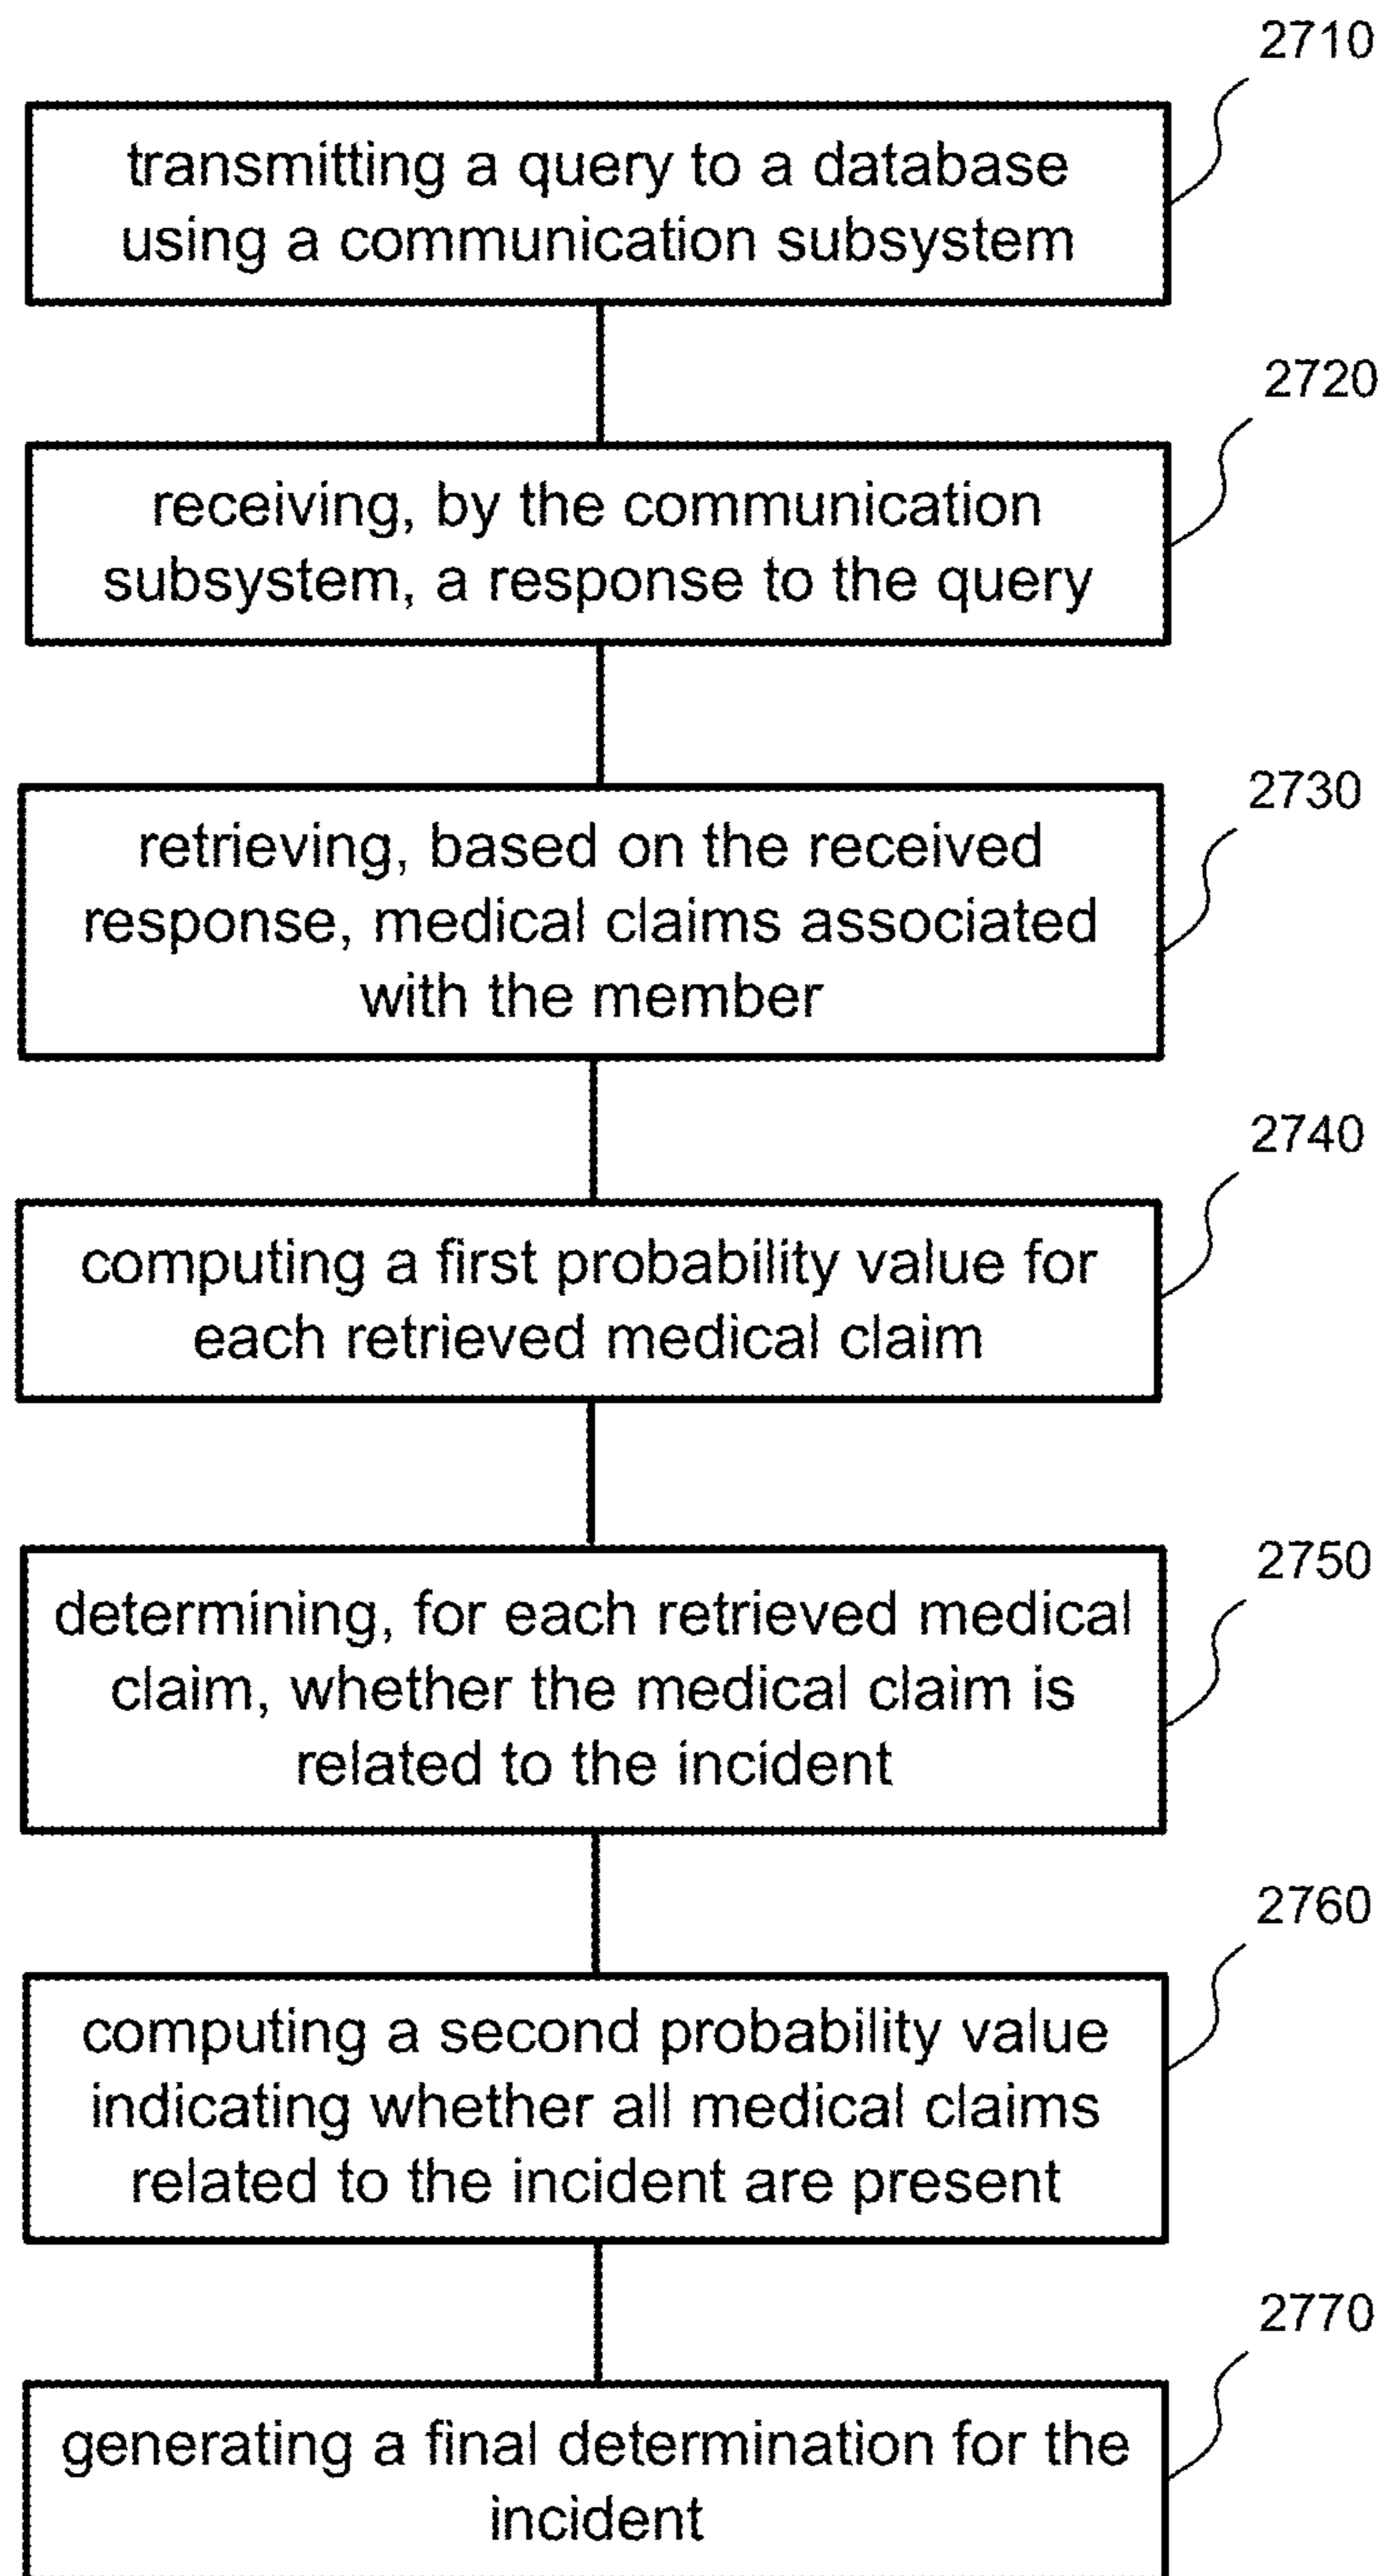 2710
transmitting a query to a database
using a communication subsystem
2720
receiving, by the communication
subsystem, a response to the query
2730
retrieving, based on the received
response, medical claims associated
with the member
2740
computing a first probability value for
each retrieved medical claim
2750
determining, for each retrieved medical
claim, whether the medical claim is
related to the incident
2760
computing a second probability value
indicating whether all medical claims
related to the incident are present
2770
generating a final determination for the
incident